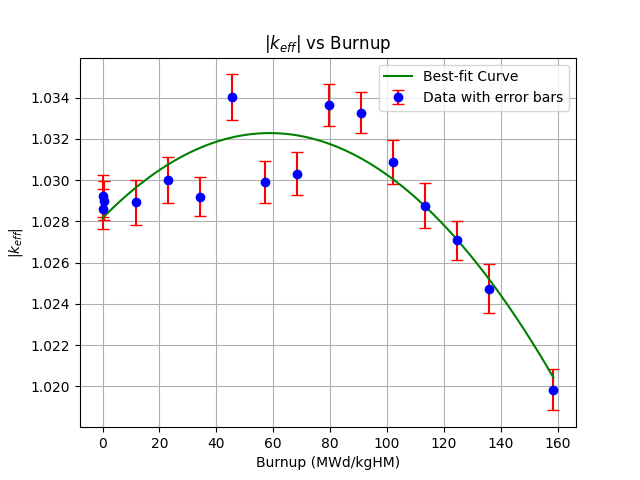 |k_eff| vs Burnup
Best-fit Curve
Data with error bars
|k_eff|
1.034
1.032
1.030
1.028
1.026
1.024
1.022
1.020
0 20 40 60 80 100 120 140 160
Burnup (MWd/kgHM)